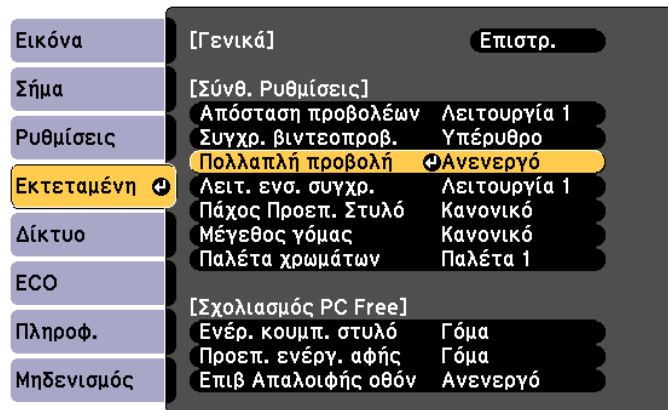 Εικόνα
Σήμα
Ρυθμίσεις
Εκτεταμένη
Δίκτυο
ECO
Πληροφ.
Μηδενισμός
[Γενικά] Επιστρ.
[Σύνθ. Ρυθμίσεις]
Απόσταση προβολέων Λειτουργία 1
Συγχρ. βιντεοπροβ. Υπέρυθρο
Πολλαπλή προβολή Ανενεργό
Λειτ. ενσ. συγχρ. Λειτουργία 1
Πάχος Προεπ. Στυλό Κανονικό
Μέγεθος γόμας Κανονικό
Παλέτα χρωμάτων Παλέτα 1
[Σχολιασμός PC Free]
Ενέρ. κουμπ. στυλό Γόμα
Προεπ. ενέργ. αφής Γόμα
Επιβ Απαλοιφής οθόν Ανενεργό